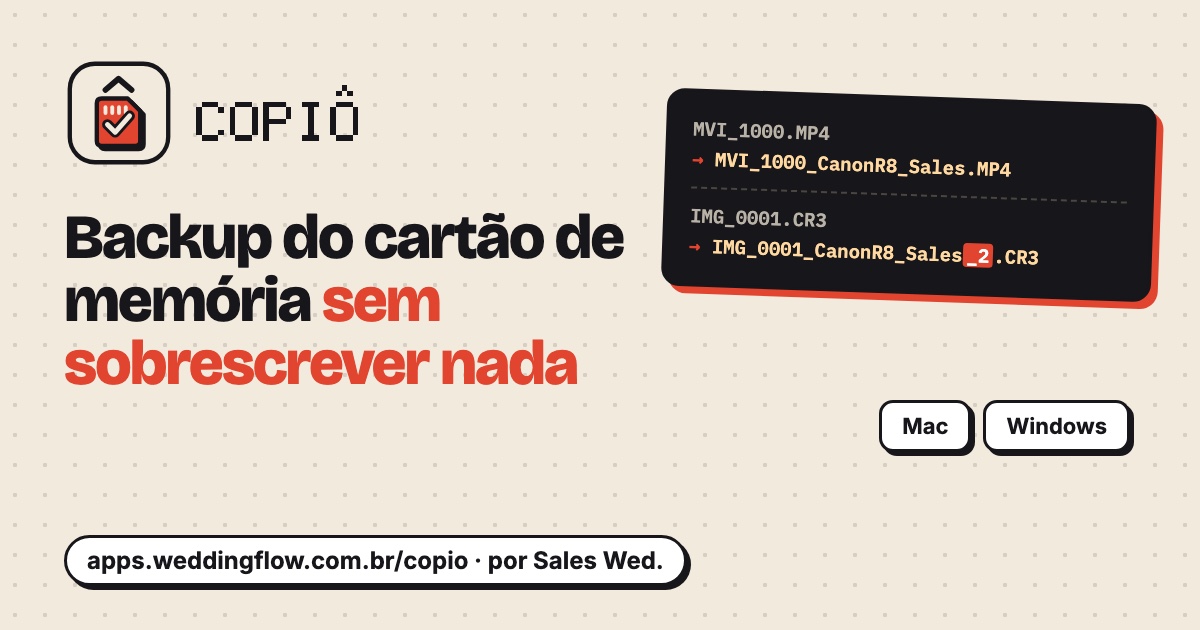 COPIÔ
Backup do cartão de
memória sem
sobrescrever nada
MVI_1000.MP4
→ MVI_1000_CanonR8_Sales.MP4
IMG_0001.CR3
→ IMG_0001_CanonR8_Sales_2.CR3
Mac
Windows
apps.weddingflow.com.br/copio · por Sales Wed.